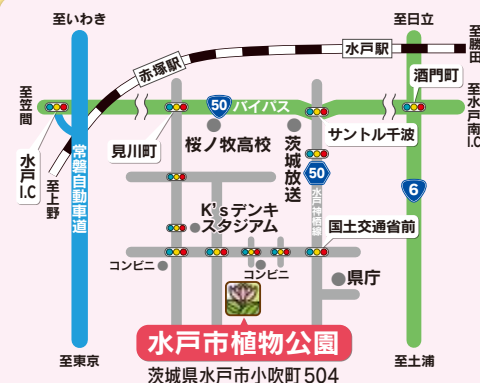 至いわき
至日立
至勝田
水戸駅
赤塚駅
酒門町
至笠間
50
バイパス
至水戸南I.C
サントル千波
水戸I.C
見川町
桜ノ牧高校
茨城放送
至上野
常磐自動車道
50
6
水戸神栖線
K'sデンキ
スタジアム
国土交通省前
コンビニ
コンビニ
県庁
水戸市植物公園
至東京
至土浦
茨城県水戸市小吹町504